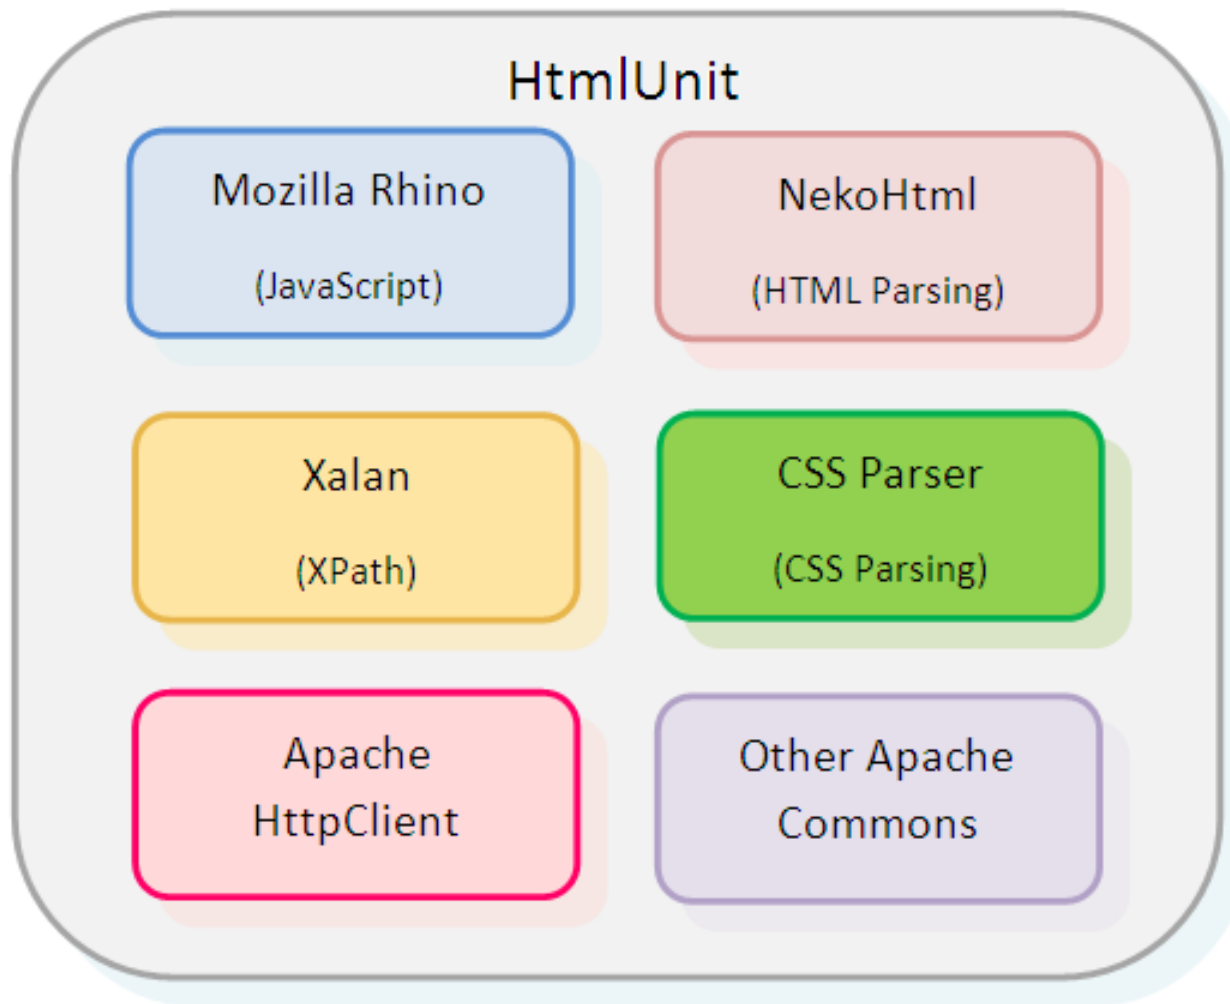 HtmlUnit
Mozilla Rhino
(JavaScript)
NekoHtml
(HTML Parsing)
Xalan
(XPath)
CSS Parser
(CSS Parsing)
Apache
HttpClient
Other Apache
Commons